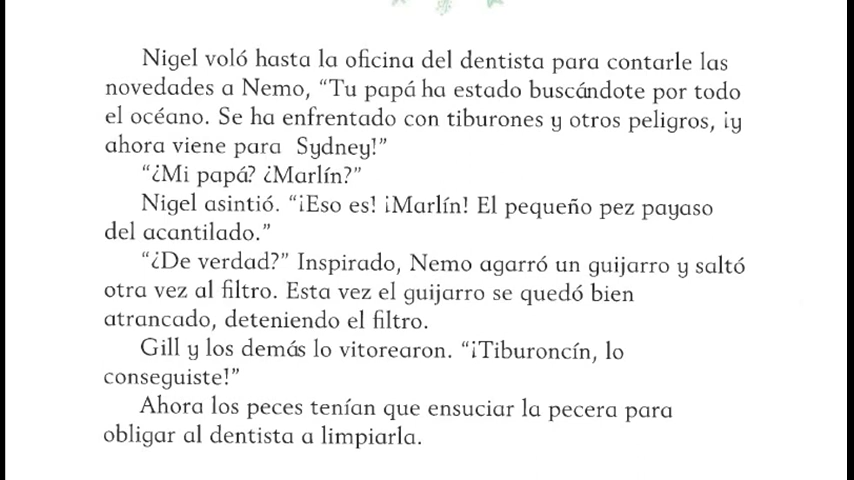 Nigel voló hasta la oficina del dentista para contarle las
novedades a Nemo, “Tu papá ha estado buscándote por todo
el océano. Se ha enfrentado con tiburones y otros peligros, ¡y
ahora viene para Sydney!”
“¿Mi papá? ¿Marlín?”
Nigel asintió. “¡Eso es! ¡Marlín! El pequeño pez payaso
del acantilado.”
“¿De verdad?” Inspirado, Nemo agarró un guijarro y saltó
otra vez al filtro. Esta vez el guijarro se quedó bien
atrancado, deteniendo el filtro.
Gill y los demás lo vitorearon. “¡Tiburoncín, lo
conseguiste!”
Ahora los peces tenían que ensuciar la pecera para
obligar al dentista a limpiarla.